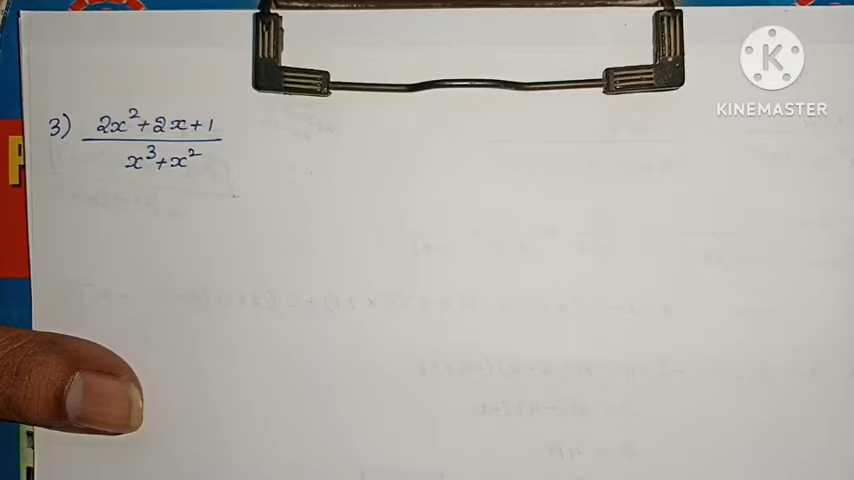 3) 2x²+2x+1
x³+x²
K
KINEMASTER